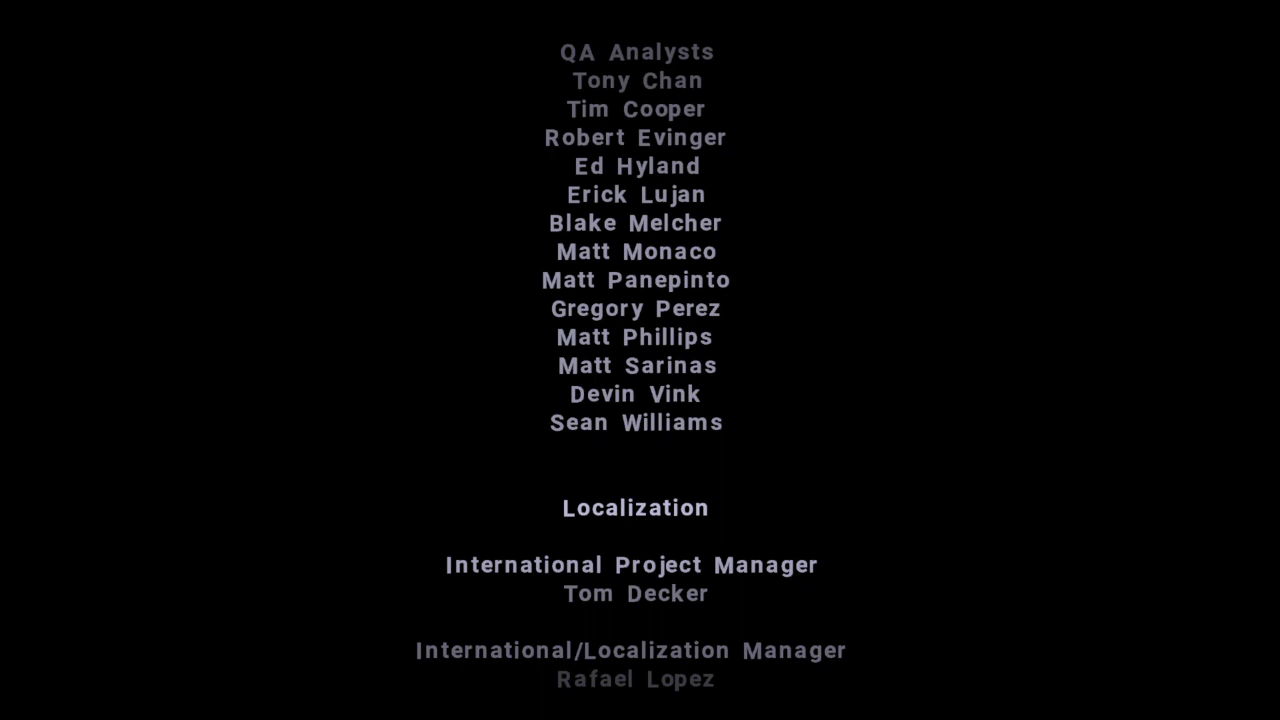 QA Analysts
Tony Chan
Tim Cooper
Robert Evinger
Ed Hyland
Erick Lujan
Blake Melcher
Matt Monaco
Matt Panepinto
Gregory Perez
Matt Phillips
Matt Sarinas
Devin Vink
Sean Williams
Localization
International Project Manager
Tom Decker
International/Localization Manager
Rafael Lopez